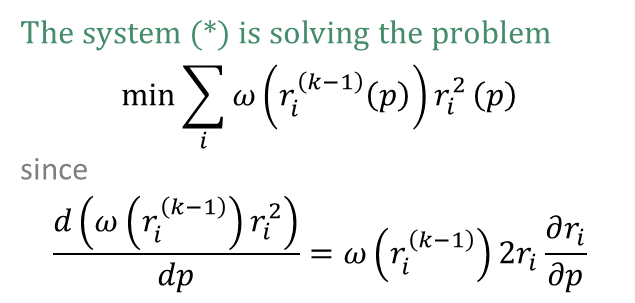 The system (*) is solving the problem
min ∑_i ω(r_i^(k−1)(p)) r_i^2 (p)
since
d(ω(r_i^(k−1)) r_i^2) / dp = ω(r_i^(k−1)) 2r_i ∂r_i / ∂p